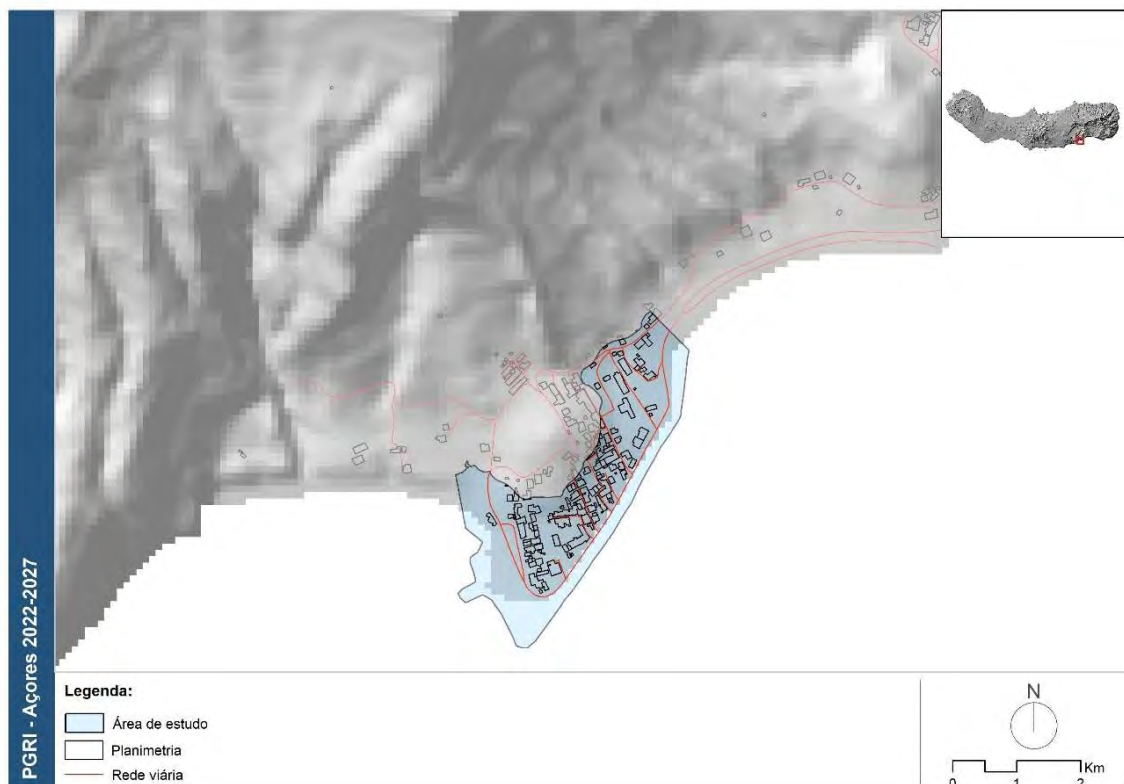 PGRI - Açores 2022-2027
Legenda:
Área de estudo
Planimetria
Rede viária
N
Km
0 1 2